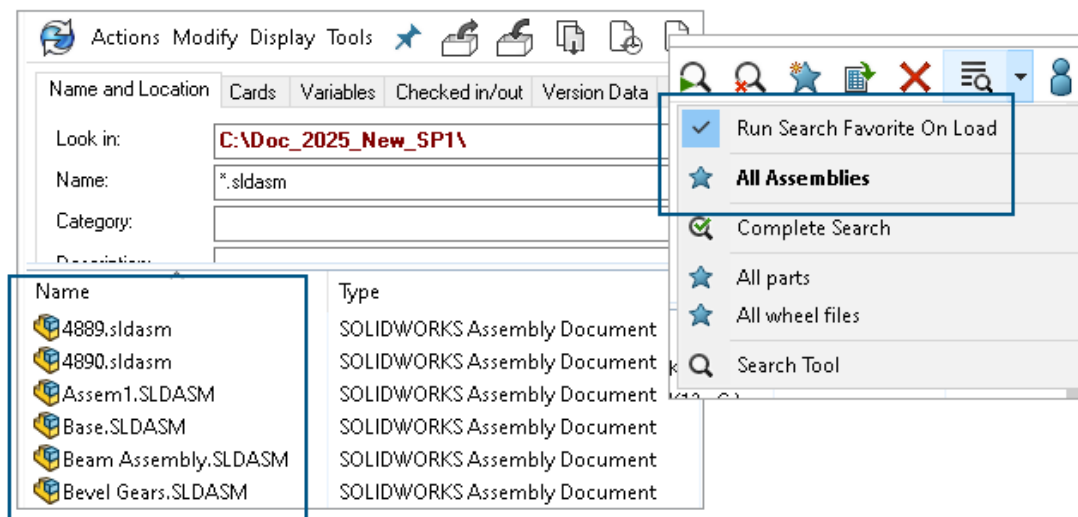 Actions Modify Display Tools
Name and Location Cards Variables Checked in/out Version Data
Look in: C:\Doc_2025_New_SP1\
Name: *.sldasm
Category:
Name Type
4889.sldasm SOLIDWORKS Assembly Document
4890.sldasm SOLIDWORKS Assembly Document
Assem1.SLDASM SOLIDWORKS Assembly Document
Base.SLDASM SOLIDWORKS Assembly Document
Beam Assembly.SLDASM SOLIDWORKS Assembly Document
Bevel Gears.SLDASM SOLIDWORKS Assembly Document
Run Search Favorite On Load
All Assemblies
Complete Search
All parts
All wheel files
Search Tool